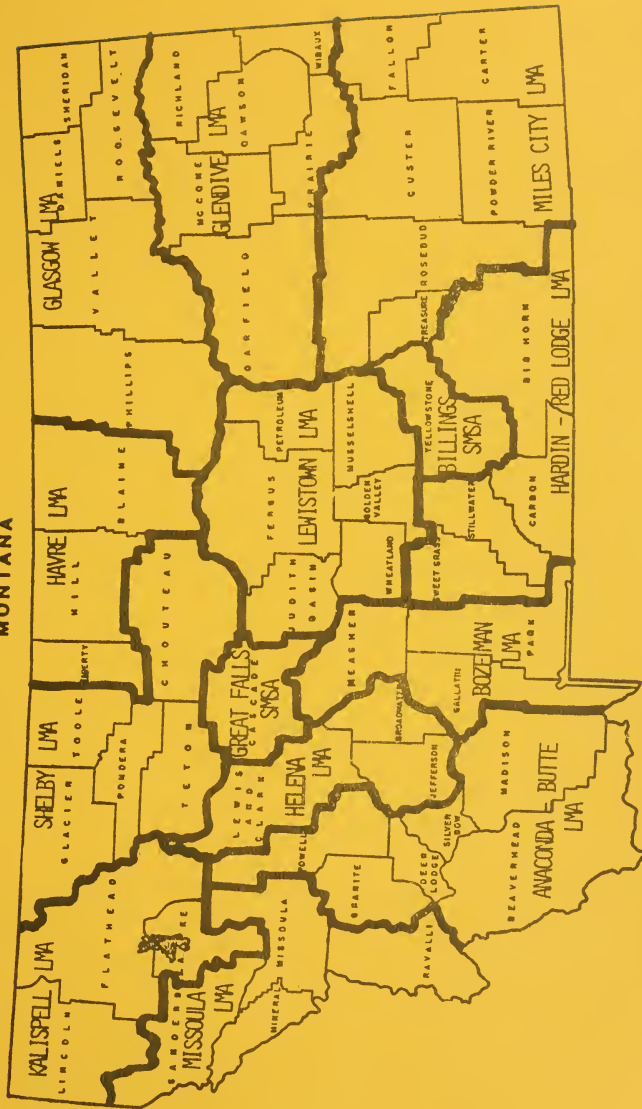 MONTANA
KALISPELL LMA
LINCOLN
FLATHEAD
LAKE
SANDERS
MISSOULA
LMA
MINERAL
MISSOULA
RAVALLI
GRANITE
POWELL
DEER
LODGE
SILVER
BOW
BEAVERHEAD
ANACONDA - BUTTE
LMA
MADISON
JEFFERSON
SHELBY LMA
GLACIER
TOOLE
LIBERTY
PONDERA
TETON
LEWIS
AND
CLARK
HELENA
LMA
BROADWATER
MEAGHER
GREAT FALLS
CASCADE
SMSA
CHOUTEAU
HAVRE LMA
HILL
BLAINE
GALLATIN
BOZEMAN
LMA
PARK
JUDITH
BASIN
FERGUS
LEWISTOWN LMA
PETROLEUM
WHEATLAND
GOLDEN
VALLEY
MUSSELSHELL
SWEET GRASS
STILLWATER
CARBON
YELLOWSTONE
BILLINGS
SMSA
BIG HORN
HARDIN - RED LODGE LMA
GLASGOW LMA
PHILLIPS
VALLEY
DANIELS
SHERIDAN
ROOSEVELT
GARFIELD
MC CONE
RICHLAND
GLENDIVE LMA
DAWSON
PRAIRIE
WIBAUX
TREASURE
ROSEBUD
CUSTER
FALLON
POWDER RIVER
CARTER
MILES CITY LMA